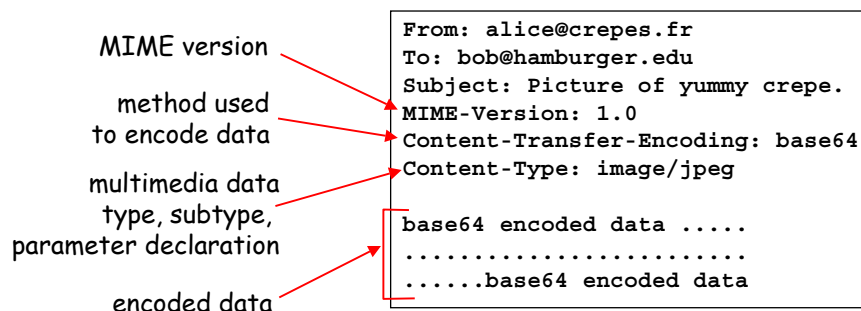 MIME version
method used
to encode data
multimedia data
type, subtype,
parameter declaration
encoded data
From: alice@crepes.fr
To: bob@hamburger.edu
Subject: Picture of yummy crepe.
MIME-Version: 1.0
Content-Transfer-Encoding: base64
Content-Type: image/jpeg
base64 encoded data .....
.........................
......base64 encoded data